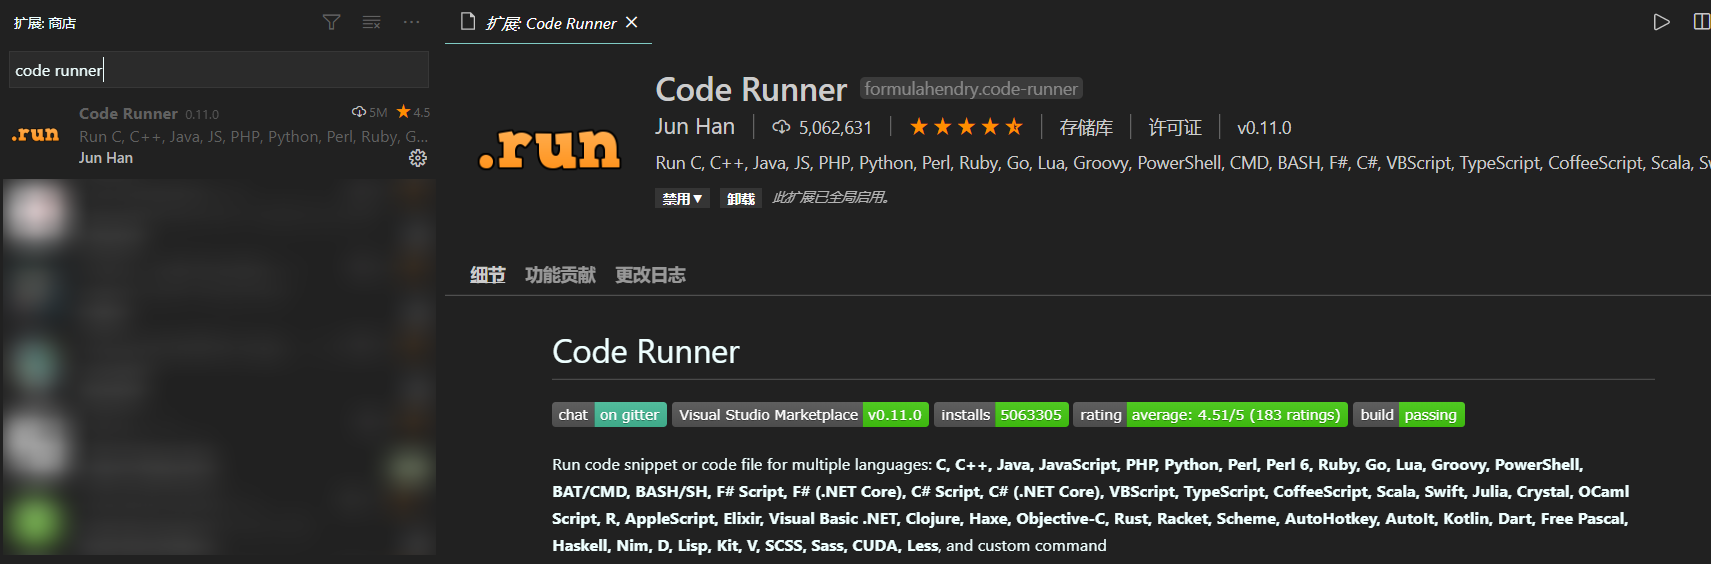 扩展: 商店
code runner
Code Runner 0.11.0 5M 4.5
.run
Run C, C++, Java, JS, PHP, Python, Perl, Ruby, G...
Jun Han
扩展: Code Runner
.run
Code Runner formulahendry.code-runner
Jun Han 5,062,631 存储库 许可证 v0.11.0
Run C, C++, Java, JS, PHP, Python, Perl, Ruby, Go, Lua, Groovy, PowerShell, CMD, BASH, F#, C#, VBScript, TypeScript, CoffeeScript, Scala, Sw
禁用▼ 卸载 此扩展已全局启用。
细节 功能贡献 更改日志
Code Runner
chat on gitter Visual Studio Marketplace v0.11.0 installs 5063305 rating average: 4.51/5 (183 ratings) build passing
Run code snippet or code file for multiple languages: C, C++, Java, JavaScript, PHP, Python, Perl, Perl 6, Ruby, Go, Lua, Groovy, PowerShell,
BAT/CMD, BASH/SH, F# Script, F# (.NET Core), C# Script, C# (.NET Core), VBScript, TypeScript, CoffeeScript, Scala, Swift, Julia, Crystal, OCaml
Script, R, AppleScript, Elixir, Visual Basic .NET, Clojure, Haxe, Objective-C, Rust, Racket, Scheme, AutoHotkey, AutoIt, Kotlin, Dart, Free Pascal,
Haskell, Nim, D, Lisp, Kit, V, SCSS, Sass, CUDA, Less, and custom command